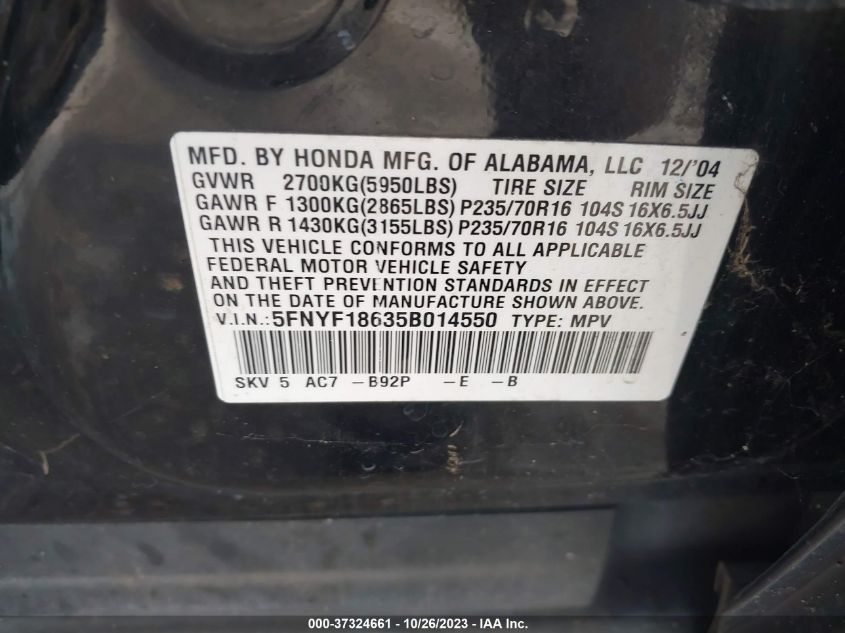 MFD. BY HONDA MFG. OF ALABAMA, LLC 12/'04
GVWR 2700KG(5950LBS) TIRE SIZE RIM SIZE
GAWR F 1300KG(2865LBS) P235/70R16 104S 16X6.5JJ
GAWR R 1430KG(3155LBS) P235/70R16 104S 16X6.5JJ
THIS VEHICLE CONFORMS TO ALL APPLICABLE
FEDERAL MOTOR VEHICLE SAFETY
AND THEFT PREVENTION STANDARDS IN EFFECT
ON THE DATE OF MANUFACTURE SHOWN ABOVE.
V.I.N.:5FNYF18635B014550 TYPE: MPV
SKV 5 AC7 -B92P -E -B
000-37324661 | 10/26/2023 - IAA Inc.